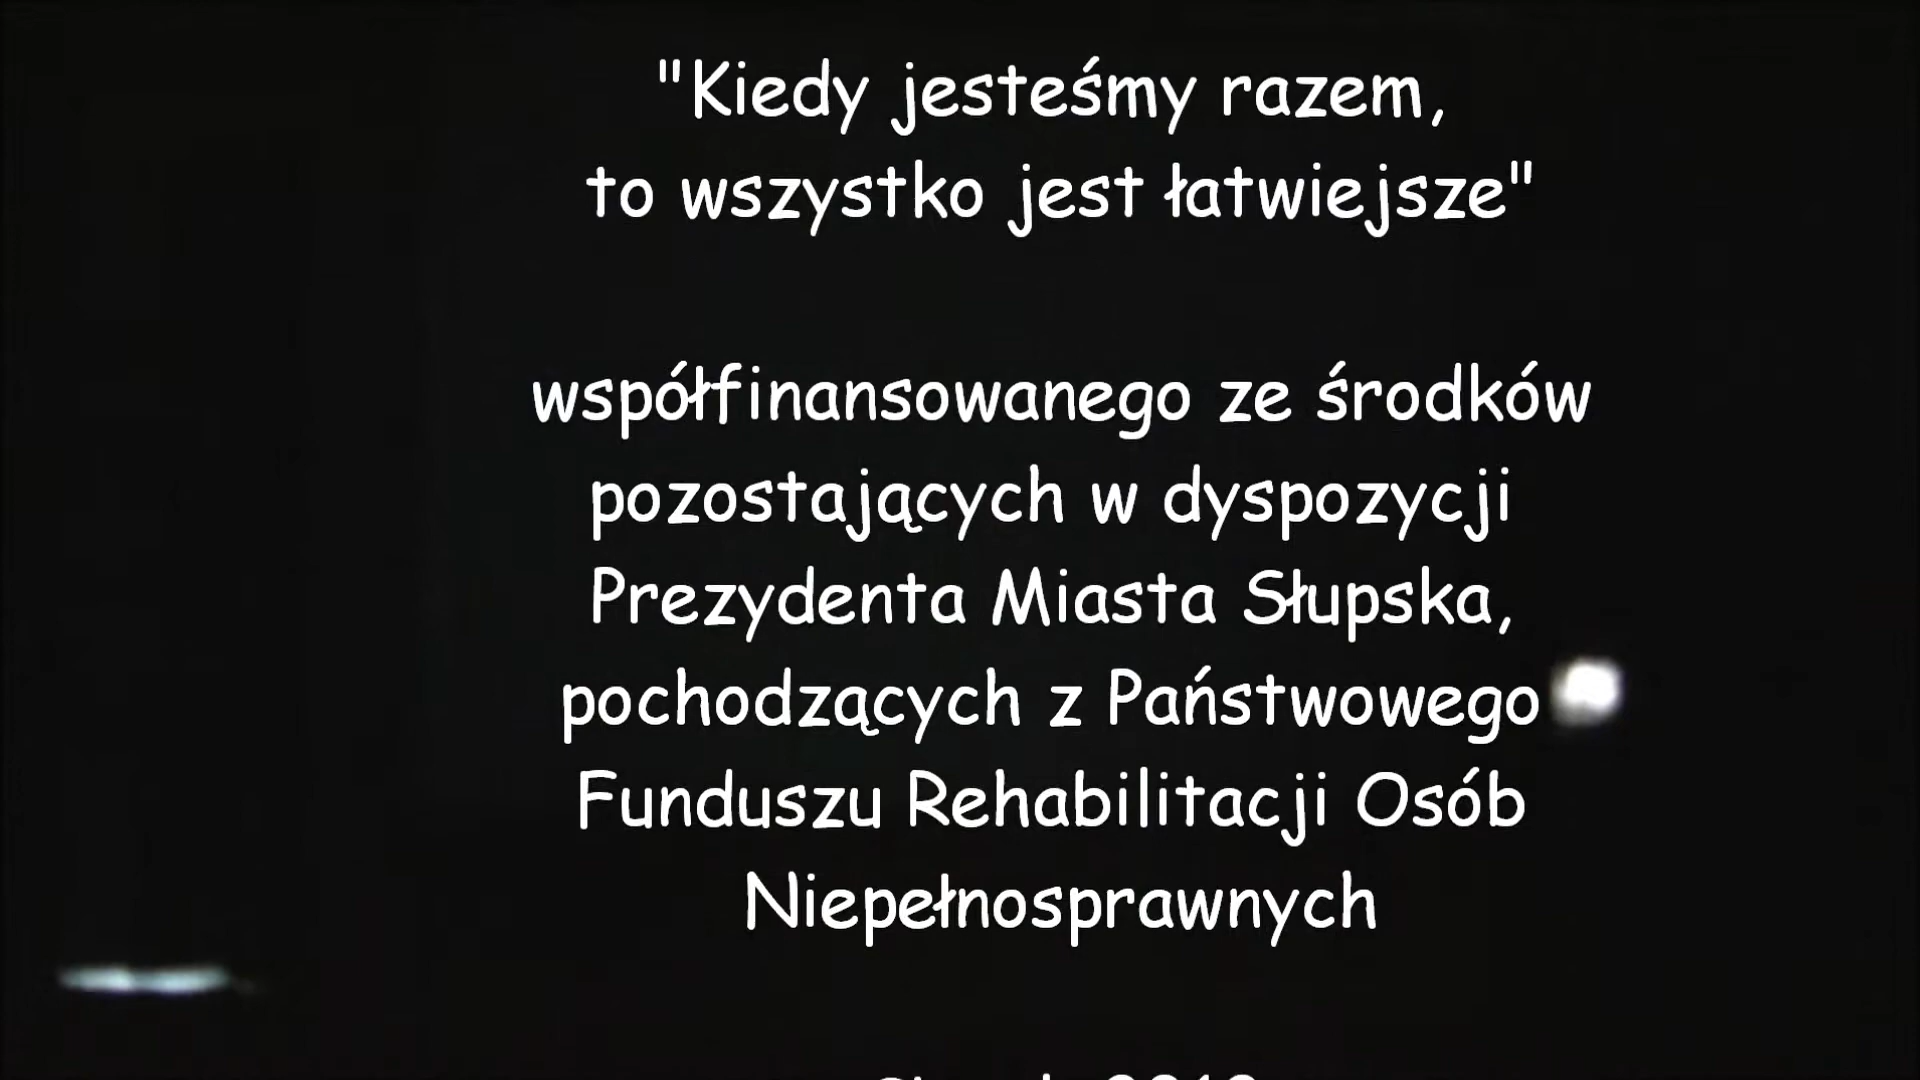 "Kiedy jesteśmy razem,
to wszystko jest łatwiejsze"
współfinansowanego ze środków
pozostających w dyspozycji
Prezydenta Miasta Słupska,
pochodzących z Państwowego
Funduszu Rehabilitacji Osób
Niepełnosprawnych